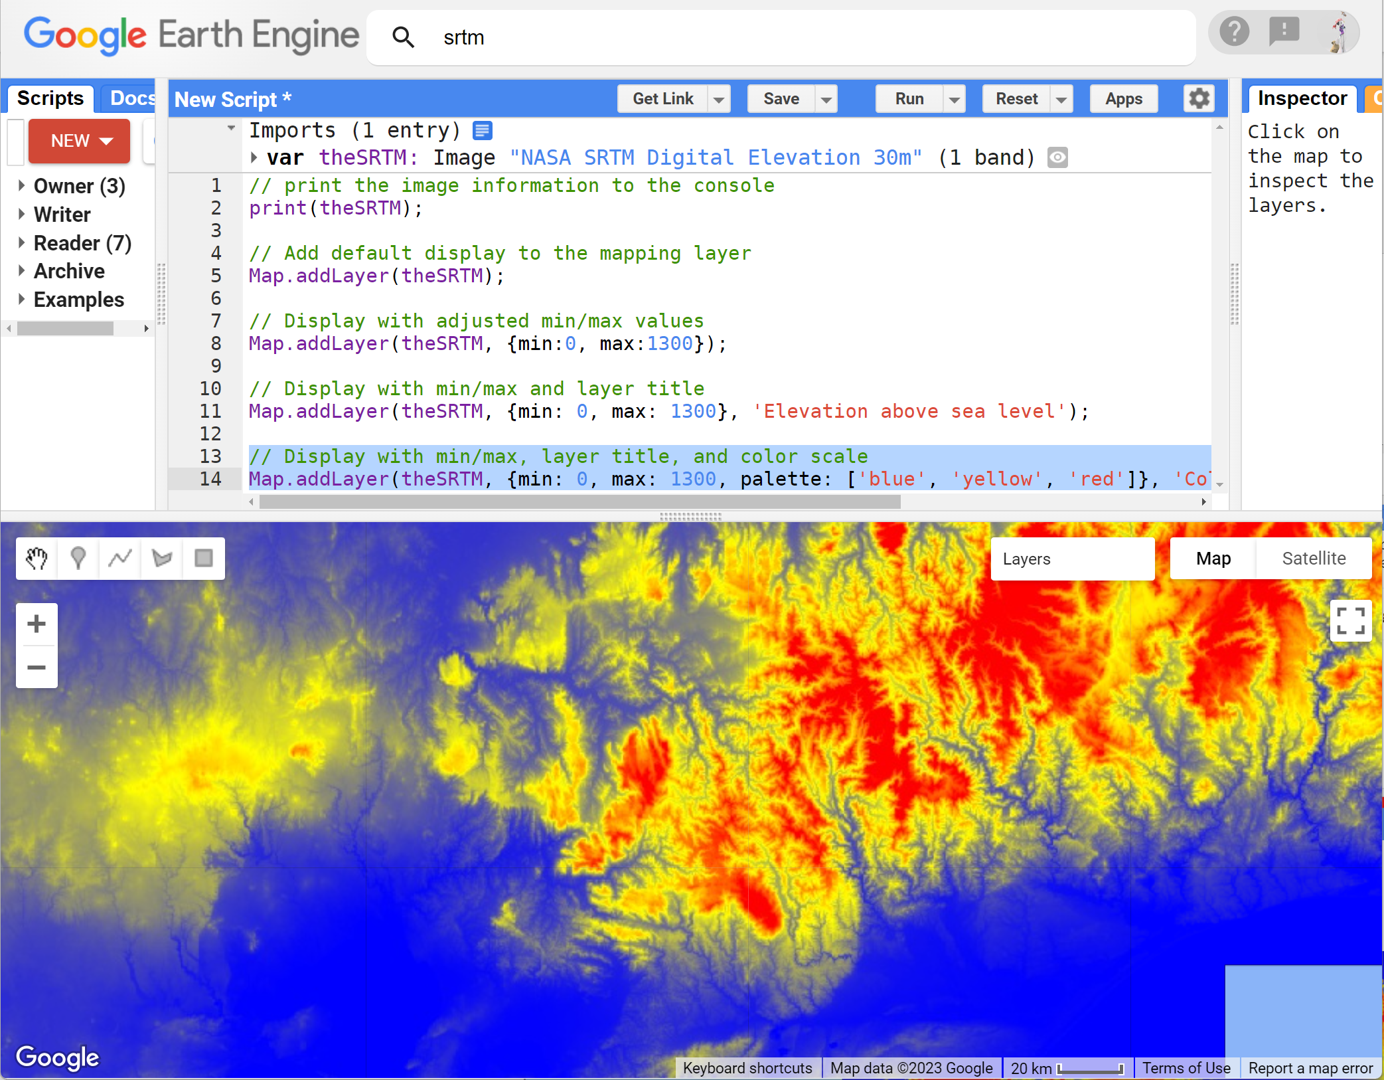 Google Earth Engine
srtm
Scripts
Docs
New Script *
Get Link
Save
Run
Reset
Apps
Inspector
NEW
Owner (3)
Writer
Reader (7)
Archive
Examples
Imports (1 entry)
var theSRTM: Image "NASA SRTM Digital Elevation 30m" (1 band)
1 // print the image information to the console
2 print(theSRTM);
3
4 // Add default display to the mapping layer
5 Map.addLayer(theSRTM);
6
7 // Display with adjusted min/max values
8 Map.addLayer(theSRTM, {min:0, max:1300});
9
10 // Display with min/max and layer title
11 Map.addLayer(theSRTM, {min: 0, max: 1300}, 'Elevation above sea level');
12
13 // Display with min/max, layer title, and color scale
14 Map.addLayer(theSRTM, {min: 0, max: 1300, palette: ['blue', 'yellow', 'red']}, 'Co
Click on
the map to
inspect the
layers.
Layers
Map
Satellite
Google
Keyboard shortcuts
Map data ©2023 Google
20 km
Terms of Use
Report a map error